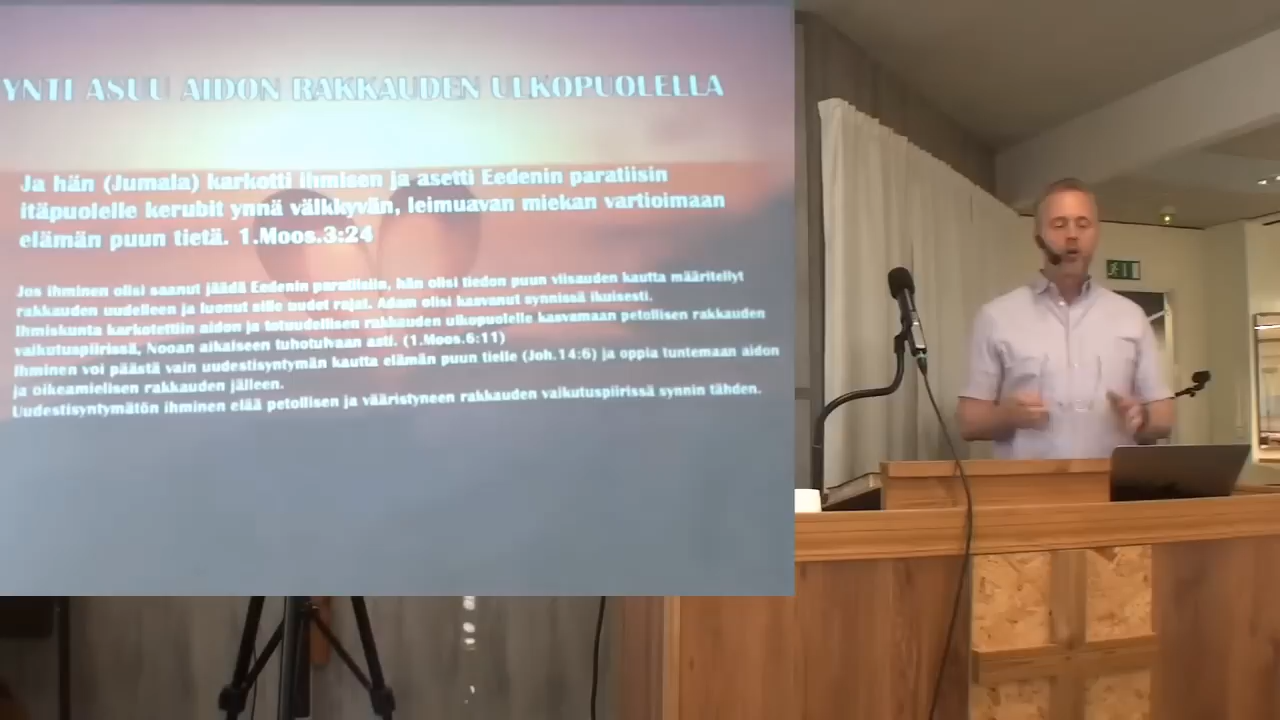 YNTI ASUU AIDON RAKKAUDEN ULKOPUOLELLA
Ja hän (Jumala) karkotti ihmisen ja asetti Eedenin paratiisin
itäpuolelle kerubit ynnä välkkyvän, leimuavan miekan vartioimaan
elämän puun tietä. 1.Moos.3:24
Jos ihminen olisi saanut jäädä Eedenin paratiisiin, hän olisi tiedon puun viisauden kautta määritellyt
rakkauden uudelleen ja luonut sille uudet rajat. Adam olisi kasvanut synnissä ikuisesti.
Ihmiskunta karkotettiin aidon ja totuudellisen rakkauden ulkopuolelle kasvamaan petollisen rakkauden
vaikutuspiirissä, Nooan aikaiseen tuhotulvaan asti. (1.Moos.6:11)
Ihminen voi päästä vain uudestisyntymän kautta elämän puun tielle (Joh.14:6) ja oppia tuntemaan aidon
ja oikeamielisen rakkauden jälleen.
Uudestisyntymätön ihminen elää petollisen ja vääristyneen rakkauden vaikutuspiirissä synnin tähden.